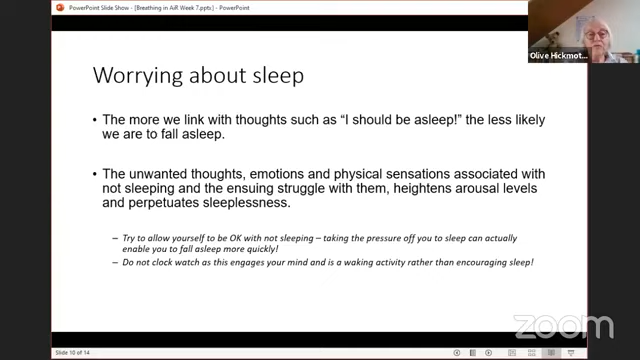 PowerPoint Slide Show - [Breathing in AiR Week 7.ppts] - PowerPoint
Olive Hickmot...
Worrying about sleep
• The more we link with thoughts such as “I should be asleep!” the less likely
we are to fall asleep.
• The unwanted thoughts, emotions and physical sensations associated with
not sleeping and the ensuing struggle with them, heightens arousal levels
and perpetuates sleeplessness.
– Try to allow yourself to be OK with not sleeping – taking the pressure off you to sleep can actually
enable you to fall asleep more quickly!
– Do not clock watch as this engages your mind and is a waking activity rather than encouraging sleep!
zoom
Slide 10 of 14